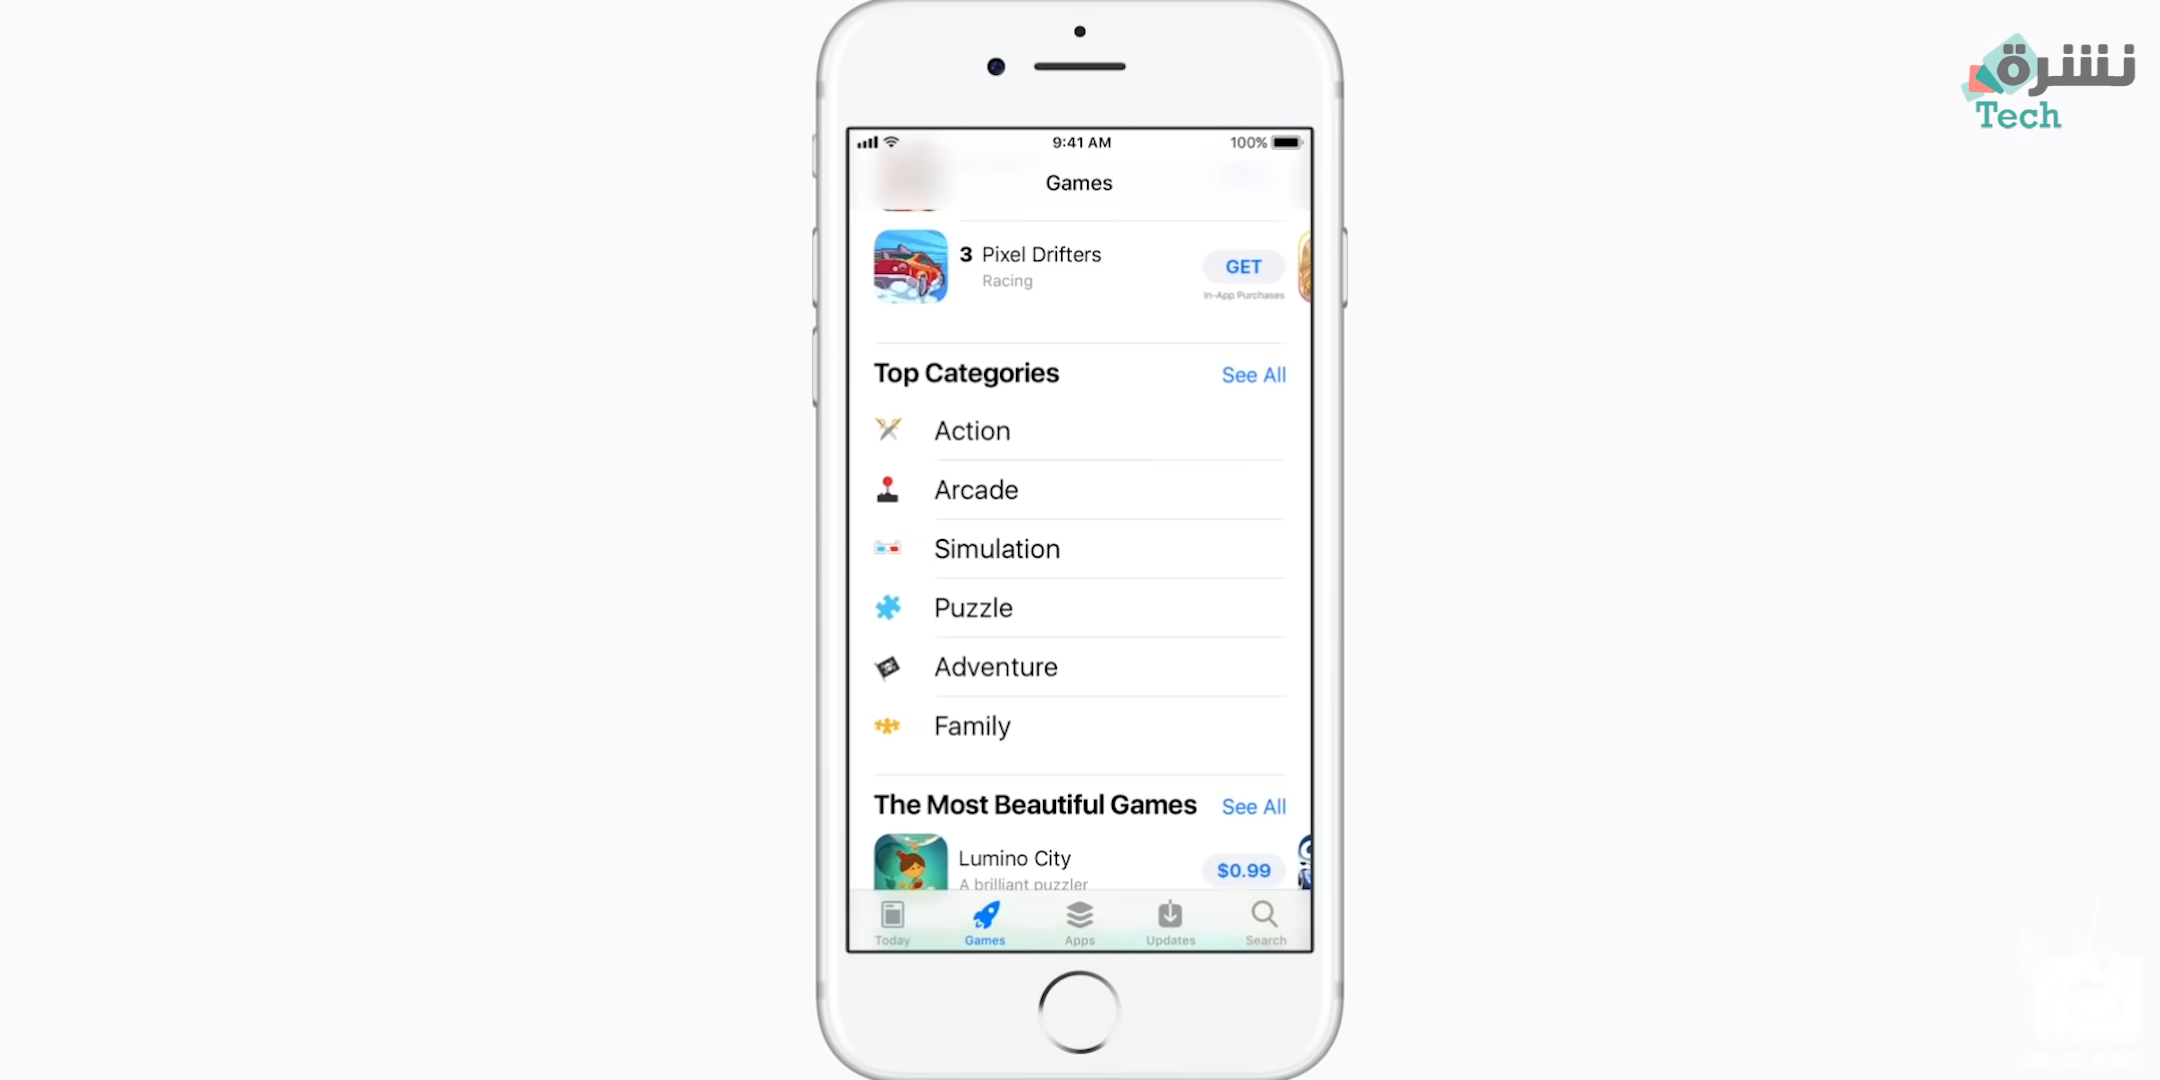 نشرة
Tech
9:41 AM
100%
Games
3 Pixel Drifters
Racing
GET
In-App Purchases
Top Categories
See All
Action
Arcade
Simulation
Puzzle
Adventure
Family
The Most Beautiful Games
See All
Lumino City
A brilliant puzzler
$0.99
Today
Games
Apps
Updates
Search